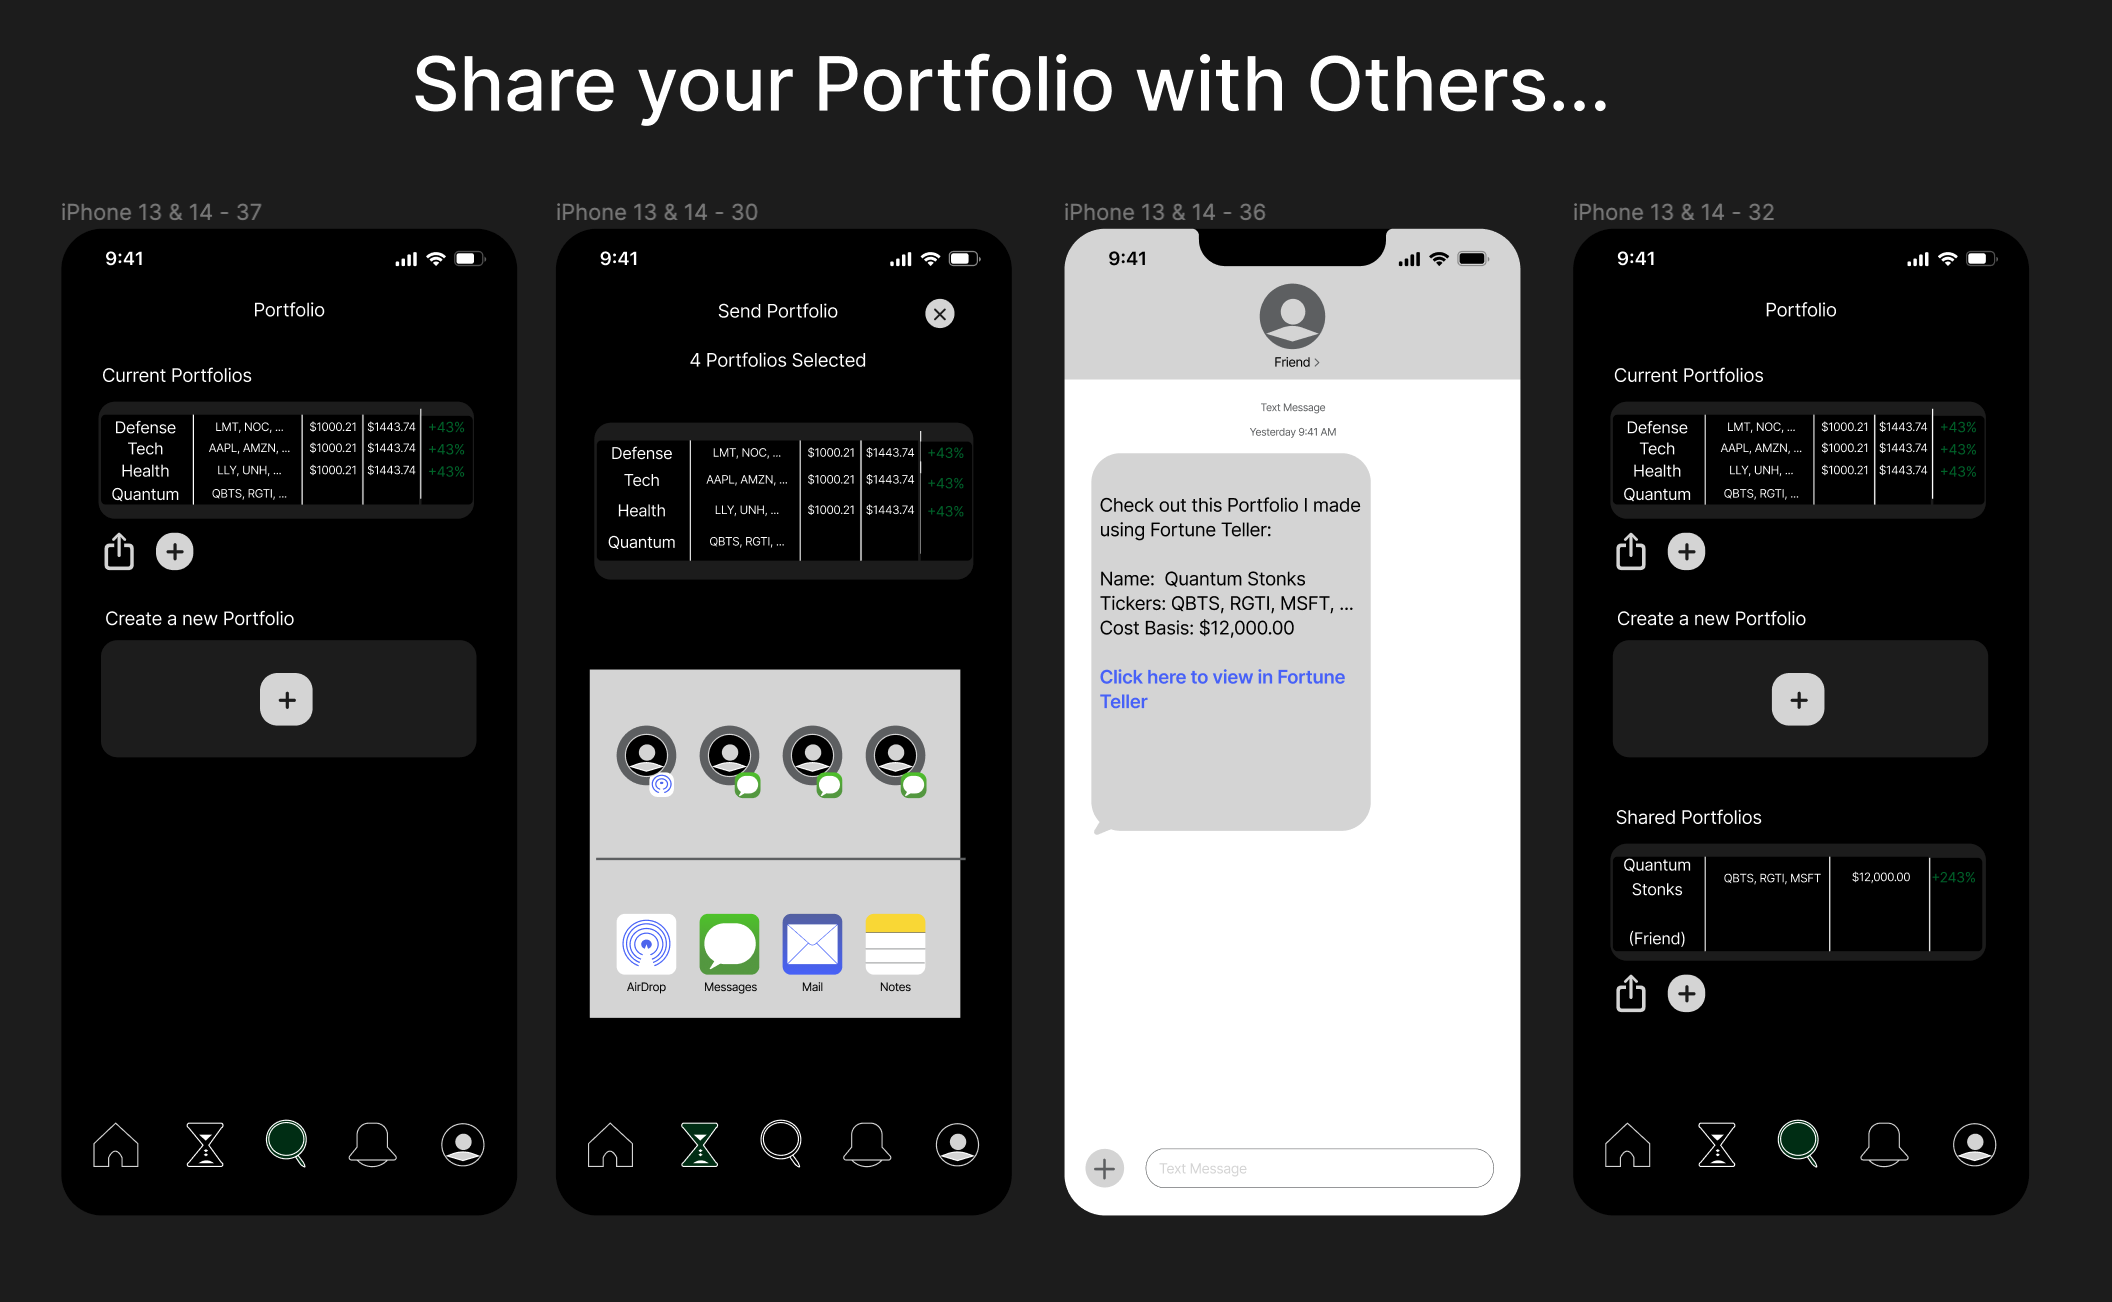 Share your Portfolio with Others...
iPhone 13 & 14 - 37
9:41
Portfolio
Current Portfolios
Defense LMT, NOC, ... $1000.21 $1443.74 +43%
Tech AAPL, AMZN, ... $1000.21 $1443.74 +43%
Health LLY, UNH, ... $1000.21 $1443.74 +43%
Quantum QBTS, RGTI, ...
Create a new Portfolio
iPhone 13 & 14 - 30
9:41
Send Portfolio
4 Portfolios Selected
Defense LMT, NOC, ... $1000.21 $1443.74 +43%
Tech AAPL, AMZN, ... $1000.21 $1443.74 +43%
Health LLY, UNH, ... $1000.21 $1443.74 +43%
Quantum QBTS, RGTI, ...
AirDrop Messages Mail Notes
iPhone 13 & 14 - 36
9:41
Friend >
Text Message
Yesterday 9:41 AM
Check out this Portfolio I made
using Fortune Teller:
Name: Quantum Stonks
Tickers: QBTS, RGTI, MSFT, ...
Cost Basis: $12,000.00
Click here to view in Fortune
Teller
Text Message
iPhone 13 & 14 - 32
9:41
Portfolio
Current Portfolios
Defense LMT, NOC, ... $1000.21 $1443.74 +43%
Tech AAPL, AMZN, ... $1000.21 $1443.74 +43%
Health LLY, UNH, ... $1000.21 $1443.74 +43%
Quantum QBTS, RGTI, ...
Create a new Portfolio
Shared Portfolios
Quantum
Stonks QBTS, RGTI, MSFT $12,000.00 +243%
(Friend)